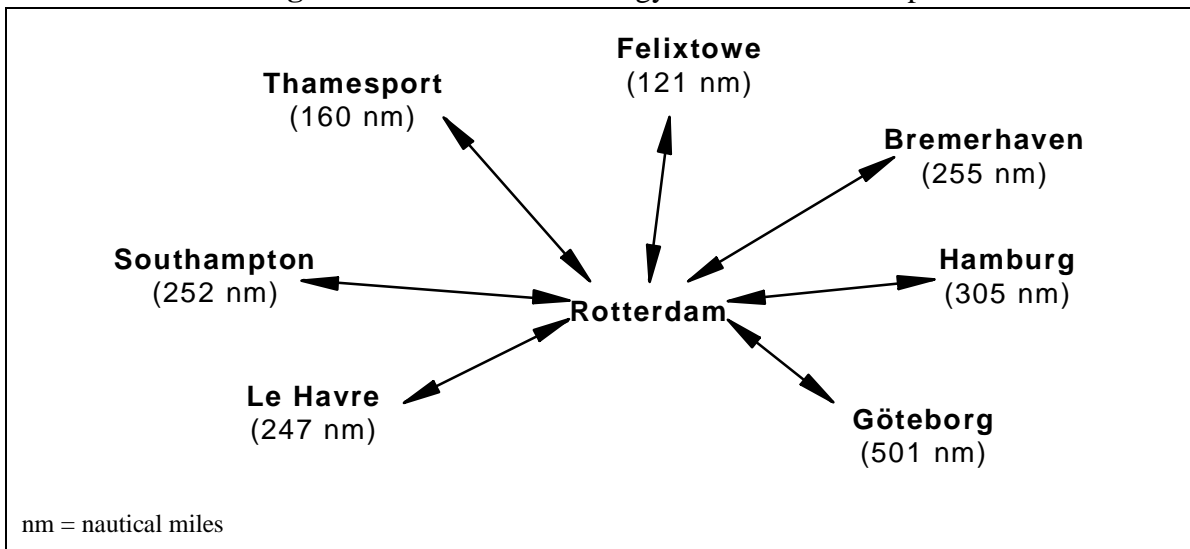 Felixtowe
(121 nm)
Thamesport
(160 nm)
Bremerhaven
(255 nm)
Southampton
(252 nm)
Hamburg
(305 nm)
Rotterdam
Le Havre
(247 nm)
Göteborg
(501 nm)
nm = nautical miles